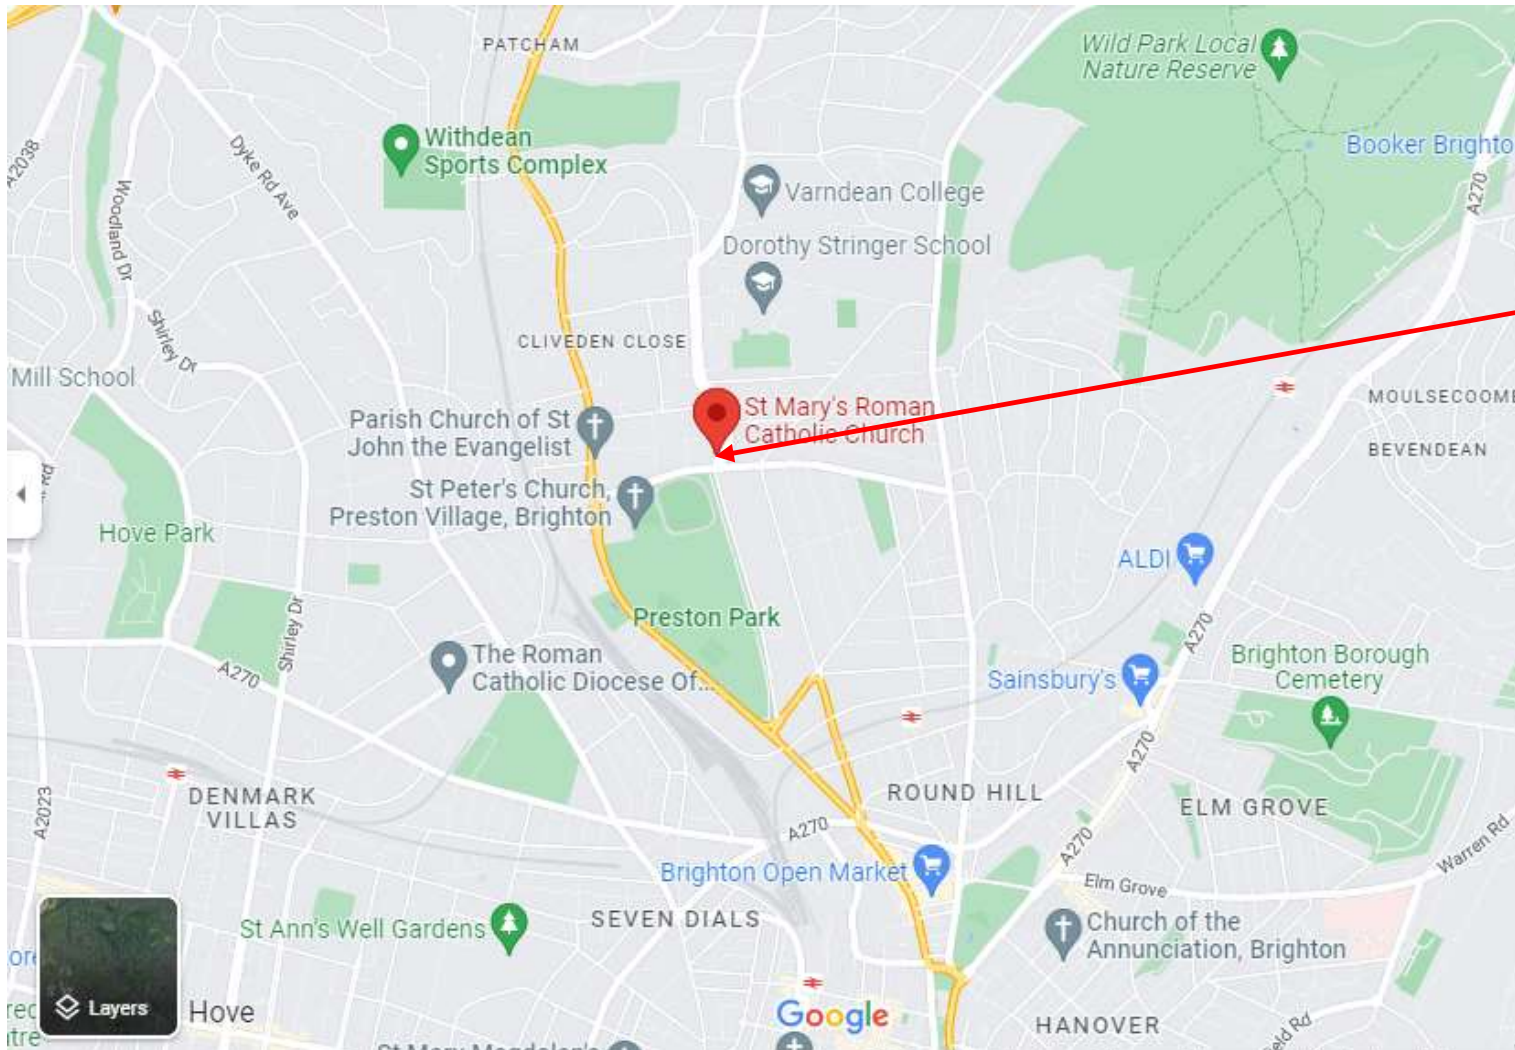 PATCHAM
Wild Park Local
Nature Reserve
A2038
Dyke Rd Ave
Withdean
Sports Complex
Booker Brighto
A270
Woodland Dr
Varndean College
Dorothy Stringer School
Shirley Dr
CLIVEDEN CLOSE
Mill School
Parish Church of St
John the Evangelist
St Mary's Roman
Catholic Church
MOULSECOOMB
BEVENDEAN
Rd
St Peter's Church,
Preston Village, Brighton
Hove Park
ALDI
Preston Park
Shirley Dr
A270
The Roman
Catholic Diocese Of...
A270
Sainsbury's
Brighton Borough
Cemetery
A270
DENMARK
VILLAS
ROUND HILL
ELM GROVE
A2023
A270
A270
Warren Rd
Brighton Open Market
Elm Grove
St Ann's Well Gardens
SEVEN DIALS
Church of the
Annunciation, Brighton
Layers
Hove
Google
HANOVER
St Mary Magdalen's